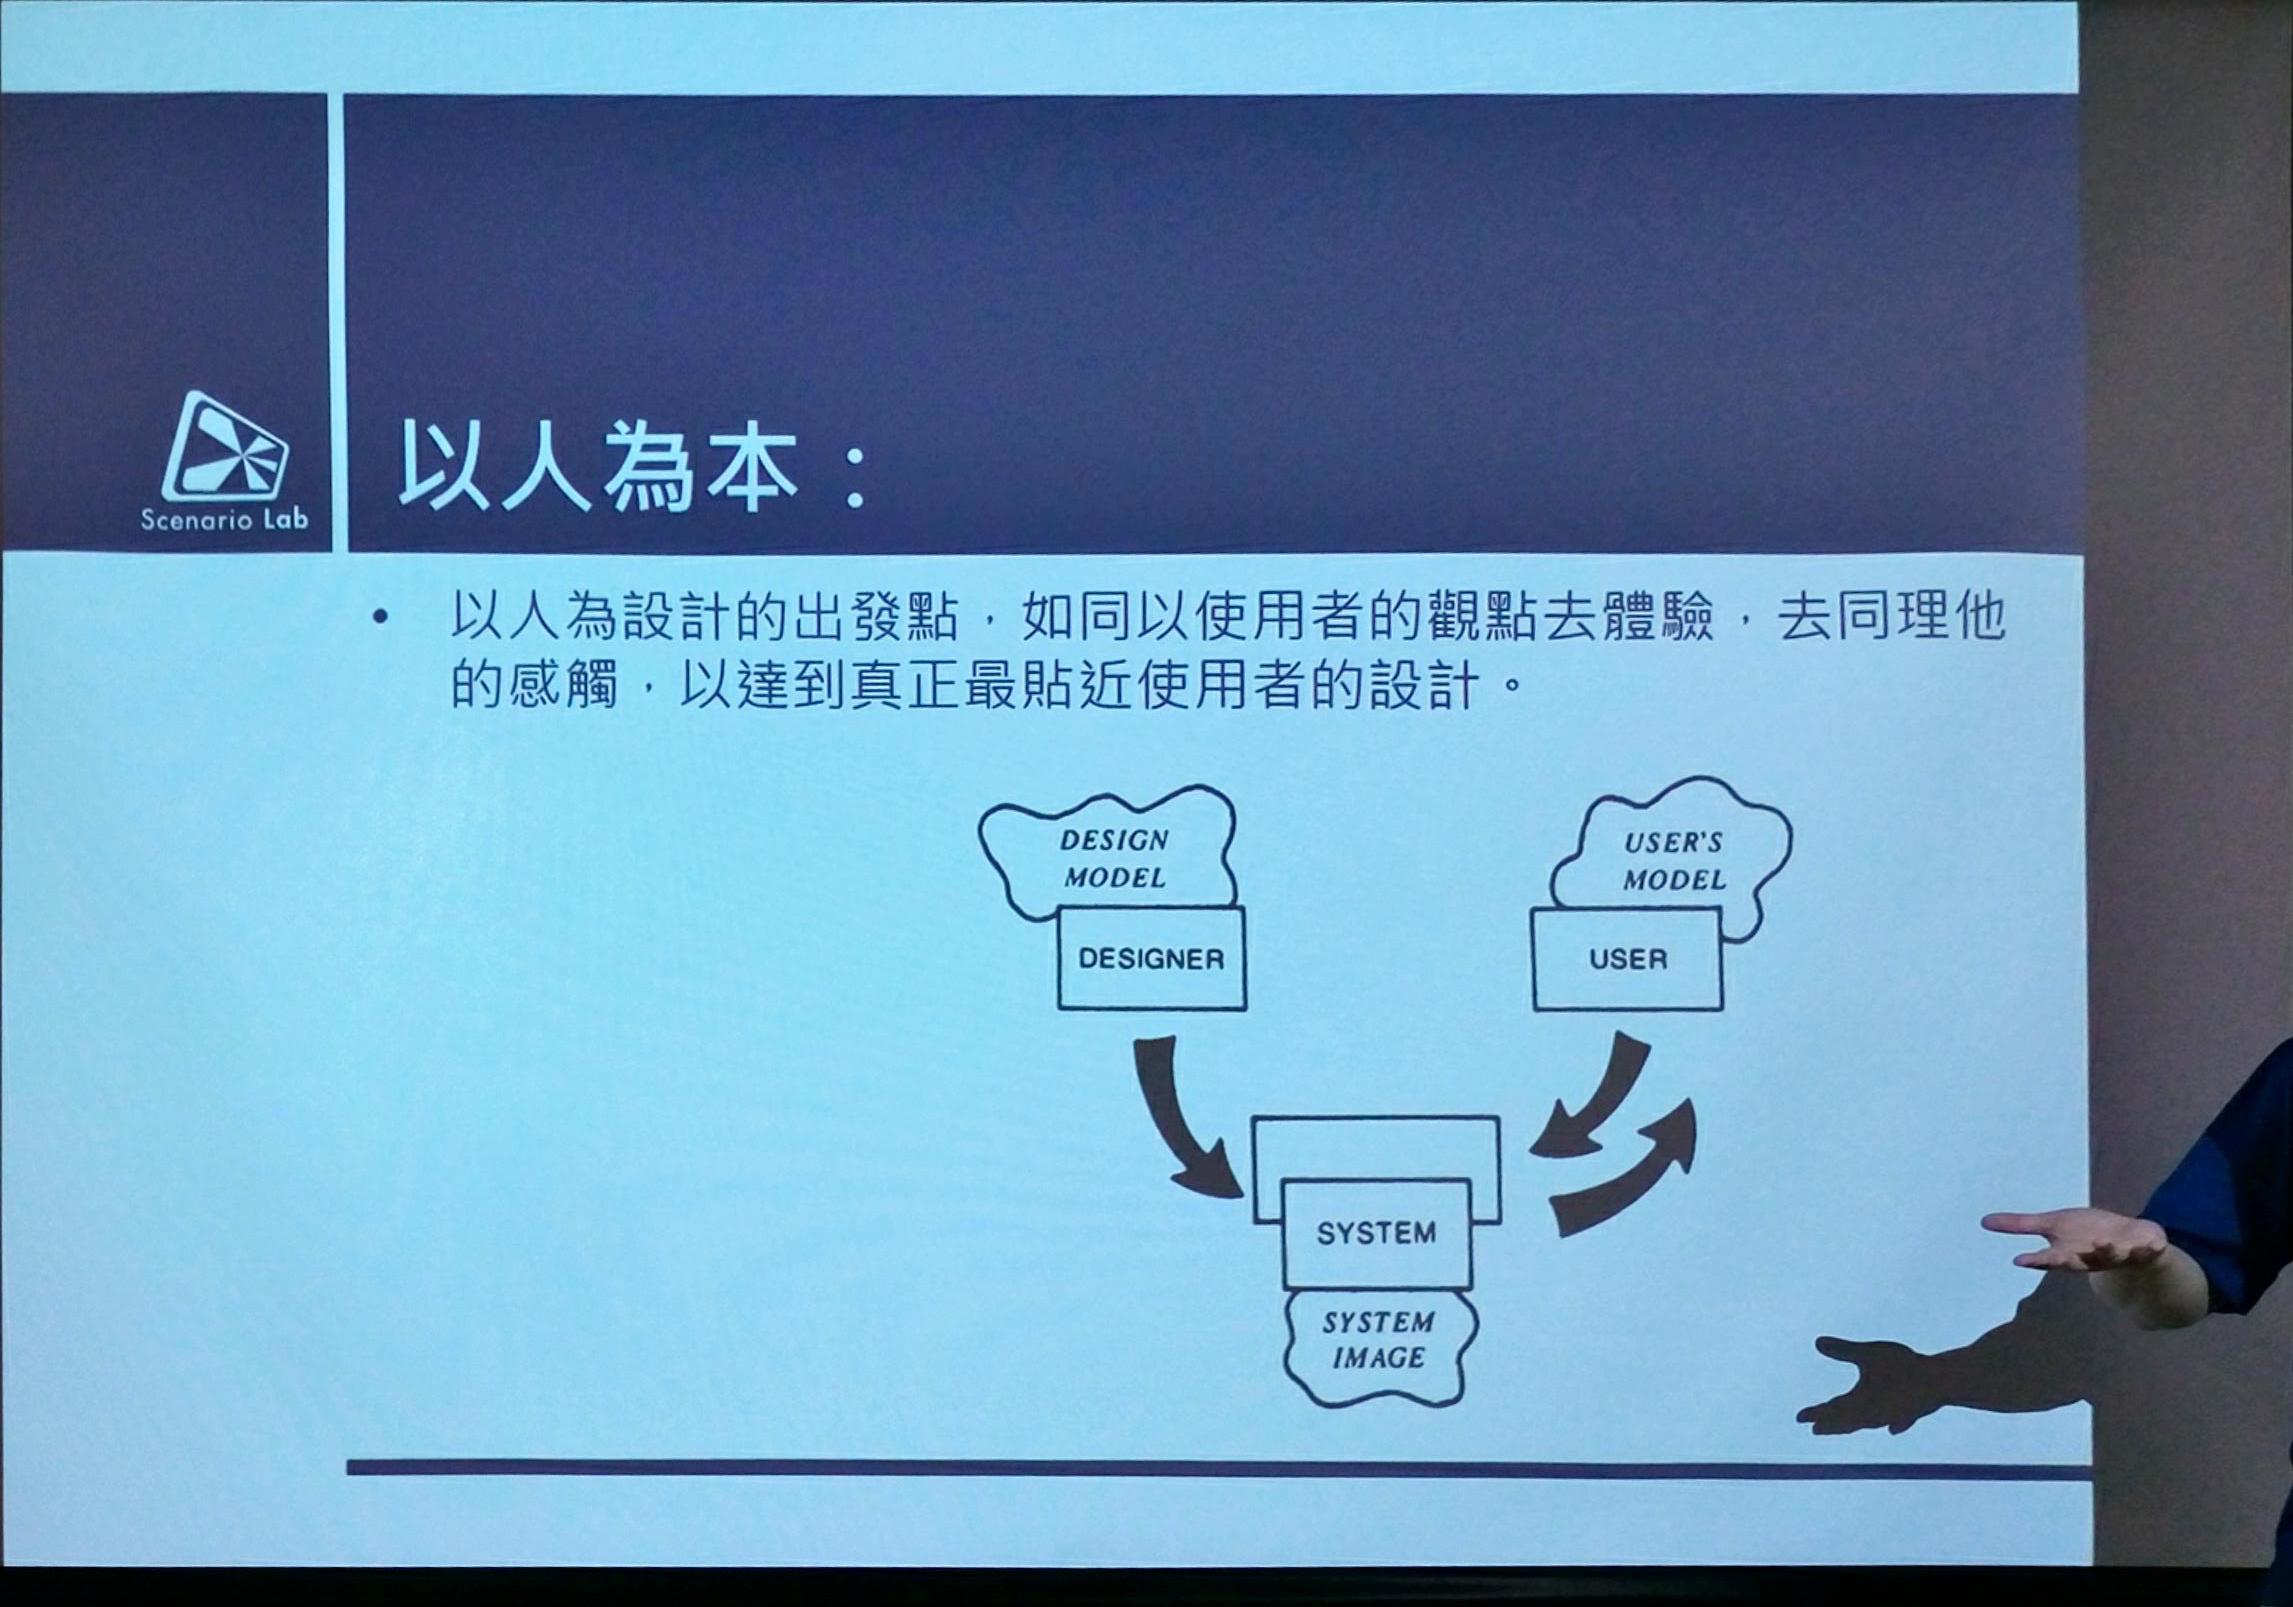 Scenario Lab
以人為本：
• 以人為設計的出發點，如同以使用者的觀點去體驗，去同理他
的感觸，以達到真正最貼近使用者的設計。
DESIGN
MODEL
DESIGNER
USER'S
MODEL
USER
SYSTEM
SYSTEM
IMAGE